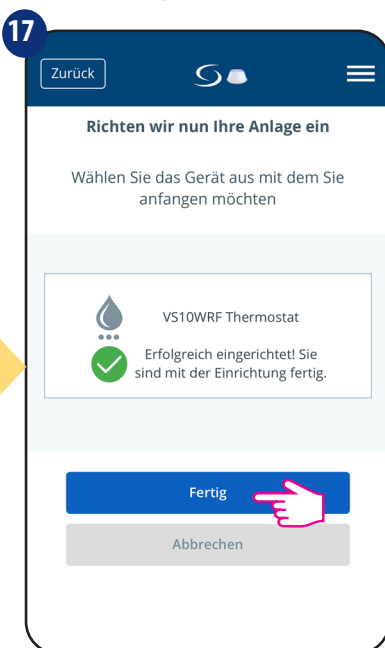 17
Zurück
Richten wir nun Ihre Anlage ein
Wählen Sie das Gerät aus mit dem Sie
anfangen möchten
VS10WRF Thermostat
Erfolgreich eingerichtet! Sie
sind mit der Einrichtung fertig.
Fertig
Abbrechen